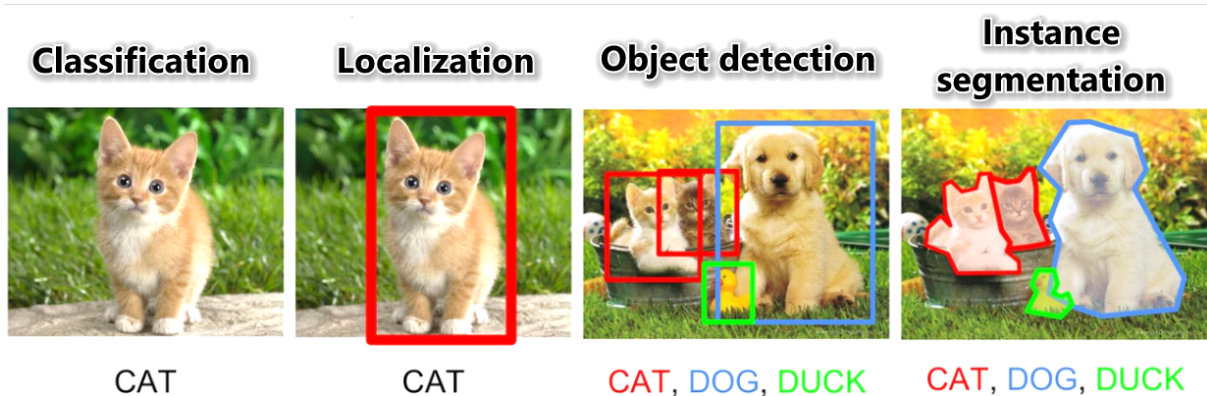 Classification
Localization
Object detection
Instance
segmentation
CAT
CAT
CAT, DOG, DUCK
CAT, DOG, DUCK